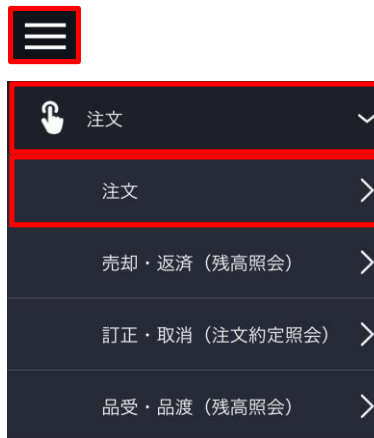 注文
注文
売却・返済（残高照会）
訂正・取消（注文約定照会）
品受・品渡（残高照会）